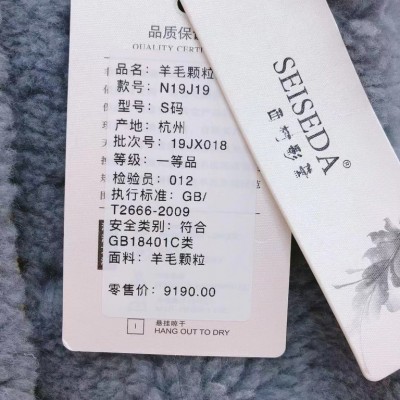 品质保
QUALITY CERTI
品名：羊毛颗粒
款号：N19J19
型号：S码
产地：杭州
批次号：19JX018
等级：一等品
检验员：012
执行标准：GB/
T2666-2009
安全类别：符合
GB18401C类
面料：羊毛颗粒
零售价：9190.00
悬挂晾干
HANG OUT TO DRY
SEISEDA®